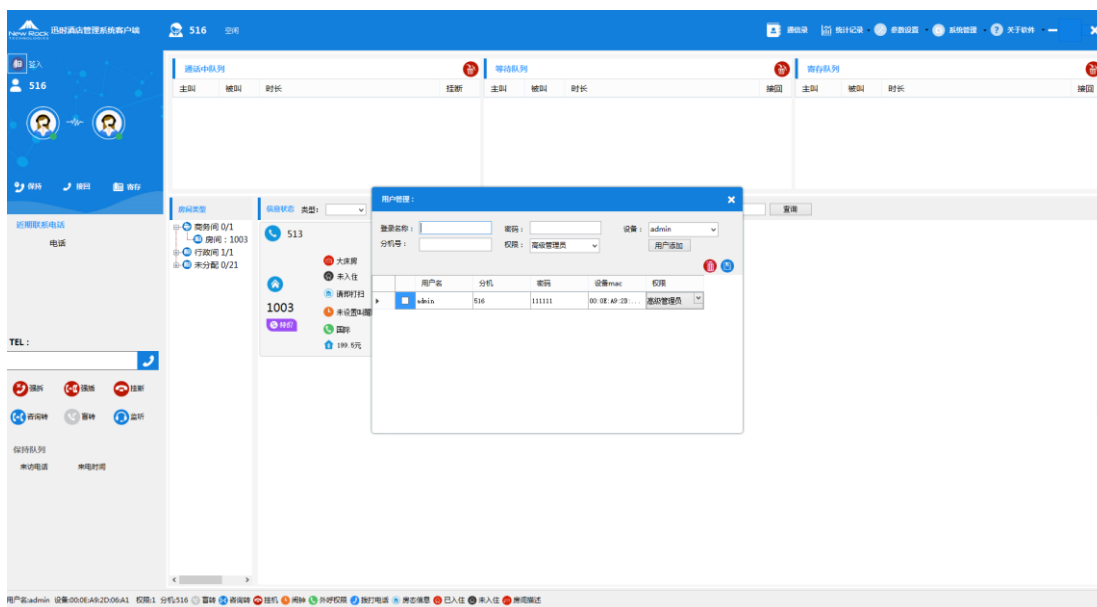 New Rock 迅时酒店管理系统客户端 516 空闲 通信录 统计记录 参数设置 系统管理 关于软件
签入
516
保持 接回 寄存
近期联系电话
电话
TEL：
强拆 强插 挂断
咨询转 盲转 监听
保持队列
来访电话 来电时间
通话中队列
主叫 被叫 时长 挂断
等待队列
主叫 被叫 时长 接回
寄存队列
主叫 被叫 时长 接回
房间类型
商务间 0/1
房间：1003
行政间 1/1
未分配 0/21
宿店状态 类型： 查询
513
大床房
未入住
1003 请即打扫
未设置叫醒
特价 国际
199.5元
用户管理：
登录名称： 密码： 设备： admin
分机号： 权限： 高级管理员 用户添加
用户名 分机 密码 设备mac 权限
admin 516 111111 00:0E:A9:2D:... 高级管理员
用户名:admin 设备:00:0E:A9:2D:06:A1 权限:1 分机:516 盲转 咨询转 挂机 闹钟 外呼权限 拨打电话 房态信息 已入住 未入住 房间描述